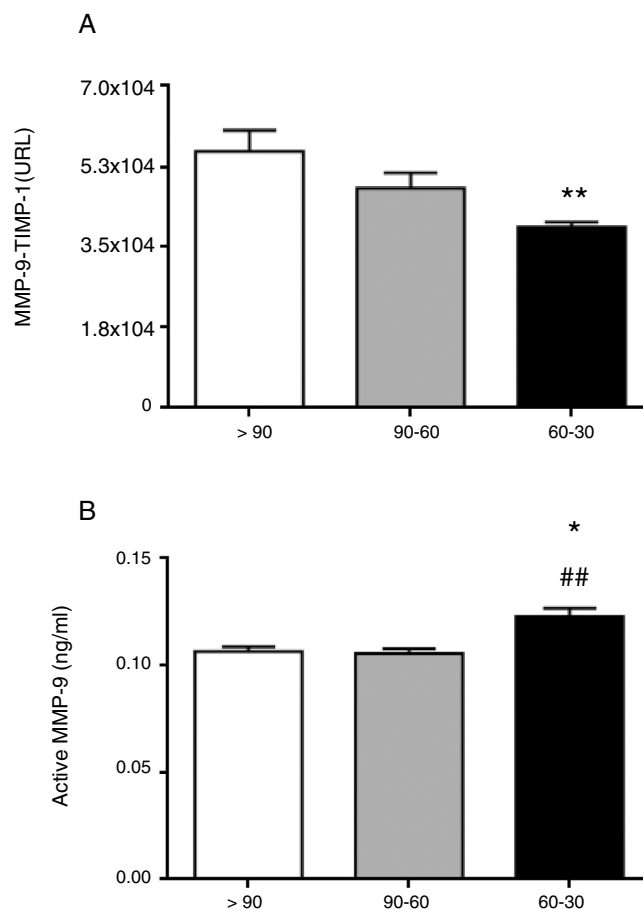 A
7.0x104
5.3x104
3.5x104
1.8x104
0
MMP-9-TIMP-1(URL)
**
> 90
90-60
60-30
B
0.15
0.10
0.05
0.00
Active MMP-9 (ng/ml)
*
##
> 90
90-60
60-30